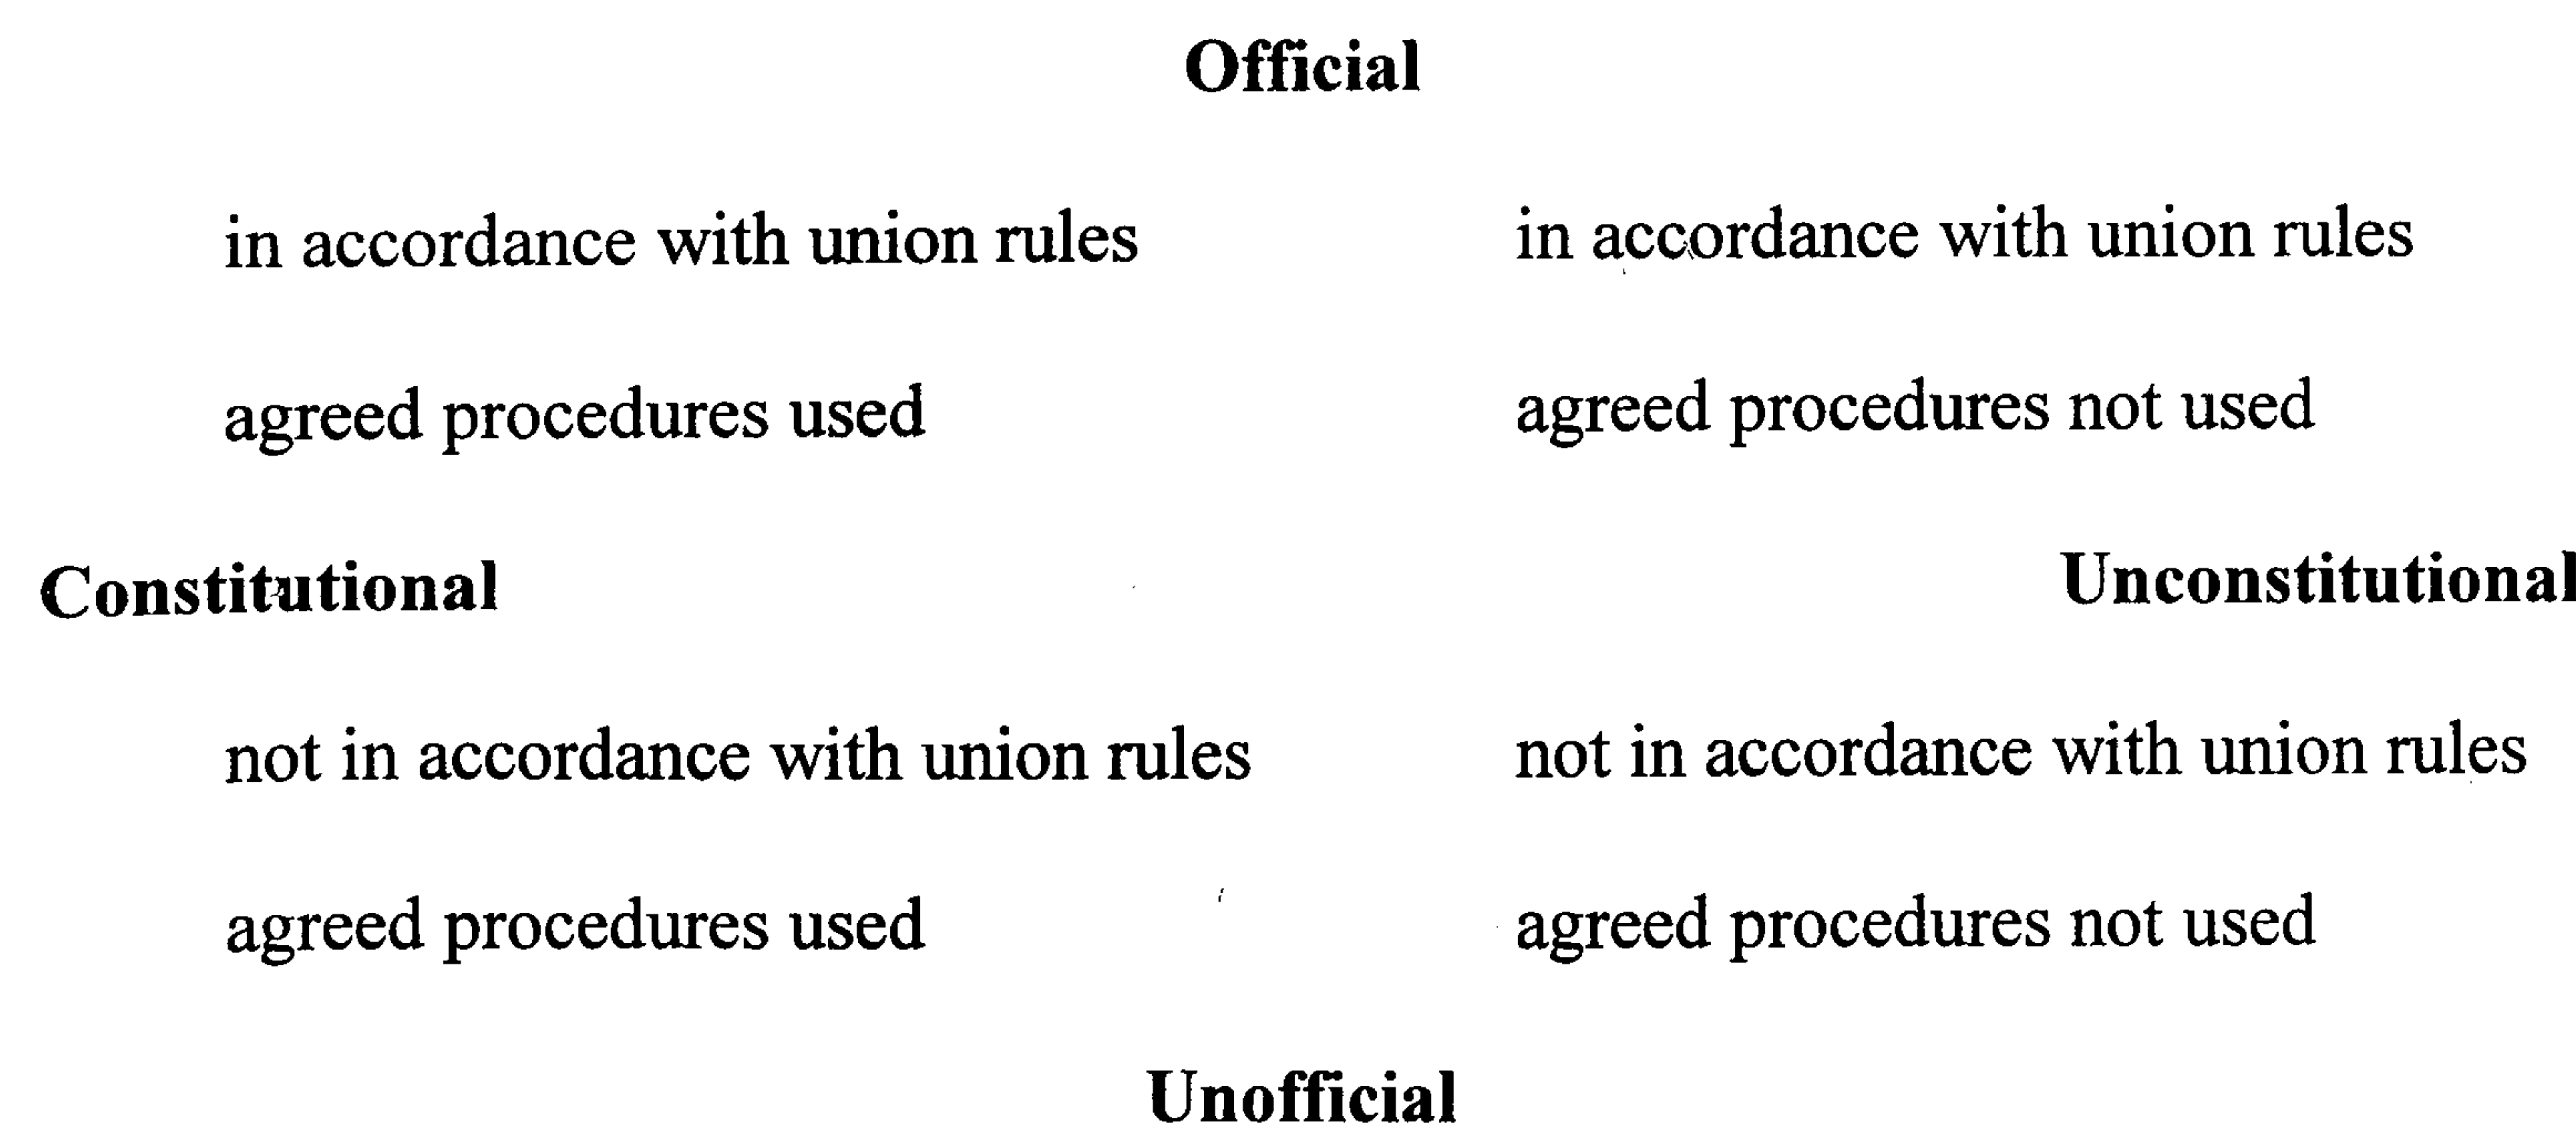 Official
in accordance with union rules in accordance with union rules
agreed procedures used agreed procedures not used
Constitutional Unconstitutional
not in accordance with union rules not in accordance with union rules
agreed procedures used agreed procedures not used
Unofficial